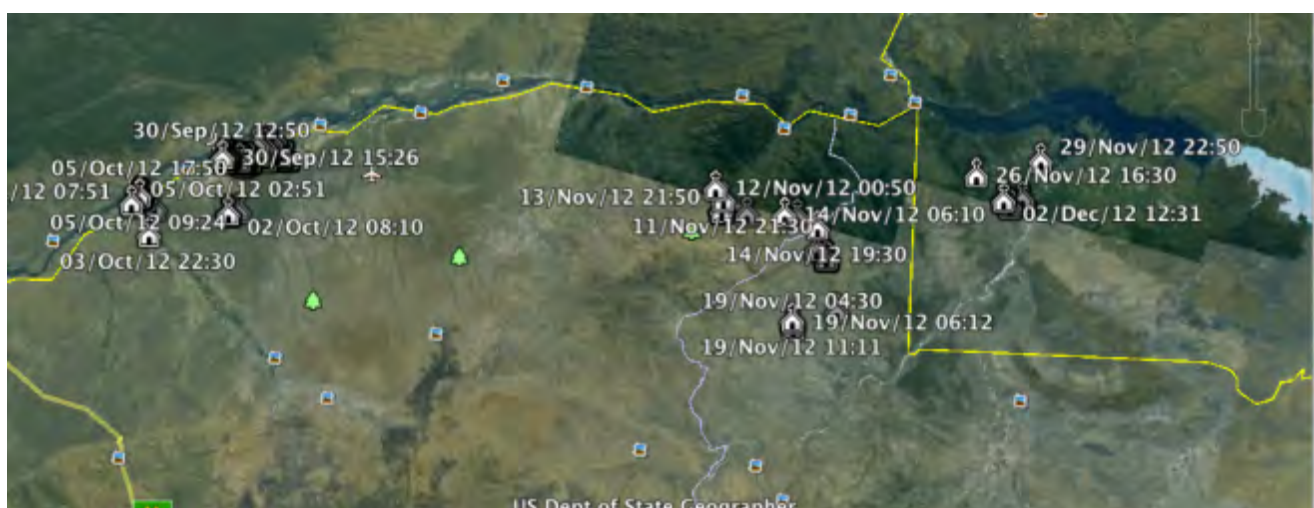 30/Sep/12 12:50
30/Sep/12 15:26
05/Oct/12 17:50
/12 07:51
05/Oct/12 02:51
05/Oct/12 09:24
02/Oct/12 08:10
03/Oct/12 22:30
13/Nov/12 21:50
12/Nov/12 00:50
11/Nov/12 21:30
14/Nov/12 06:10
14/Nov/12 19:30
19/Nov/12 04:30
19/Nov/12 06:12
19/Nov/12 11:11
29/Nov/12 22:50
26/Nov/12 16:30
02/Dec/12 12:31
US Dept of State Geographer